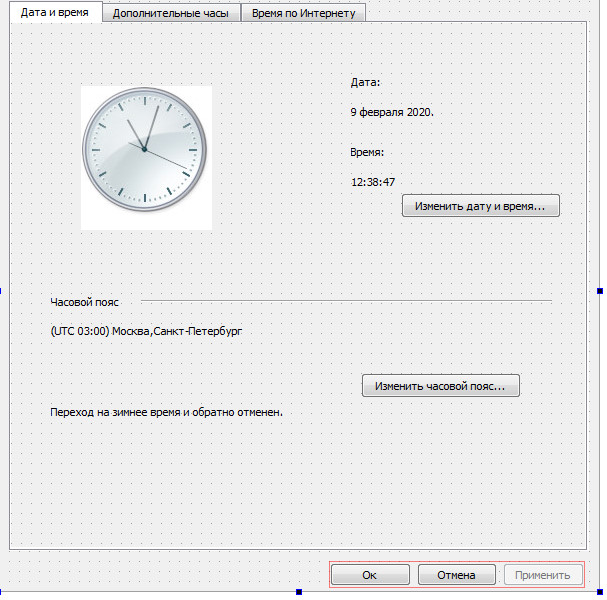 Дата и время
Дополнительные часы
Время по Интернету
Дата:
9 февраля 2020.
Время:
12:38:47
Изменить дату и время...
Часовой пояс
(UTC 03:00) Москва,Санкт-Петербург
Изменить часовой пояс...
Переход на зимнее время и обратно отменен.
Ок
Отмена
Применить